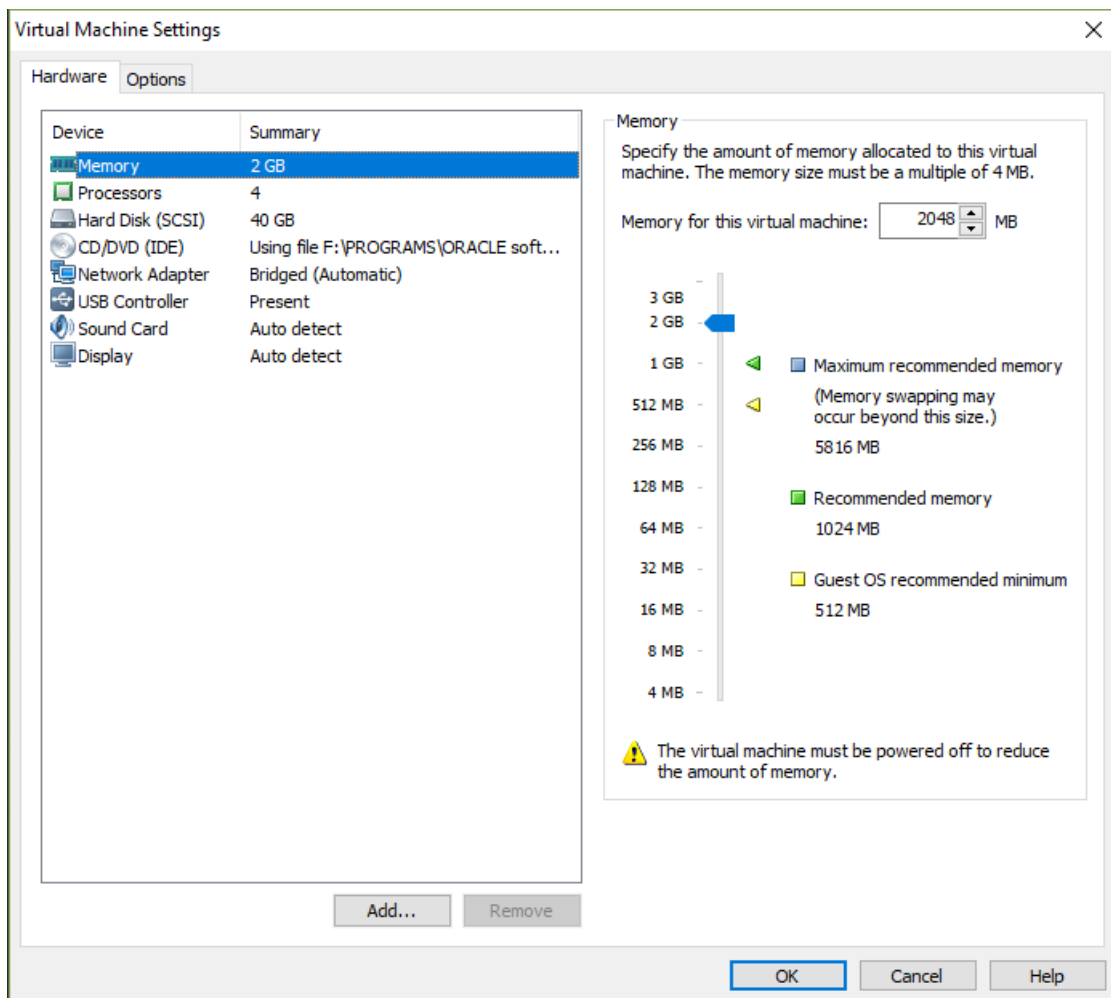 Virtual Machine Settings
Hardware Options
Device Summary
Memory 2 GB
Processors 4
Hard Disk (SCSI) 40 GB
CD/DVD (IDE) Using file F:\PROGRAMS\ORACLE soft...
Network Adapter Bridged (Automatic)
USB Controller Present
Sound Card Auto detect
Display Auto detect
Add... Remove
Memory
Specify the amount of memory allocated to this virtual
machine. The memory size must be a multiple of 4 MB.
Memory for this virtual machine: 2048 MB
3 GB
2 GB
1 GB
512 MB
256 MB
128 MB
64 MB
32 MB
16 MB
8 MB
4 MB
Maximum recommended memory
(Memory swapping may
occur beyond this size.)
5816 MB
Recommended memory
1024 MB
Guest OS recommended minimum
512 MB
The virtual machine must be powered off to reduce
the amount of memory.
OK Cancel Help